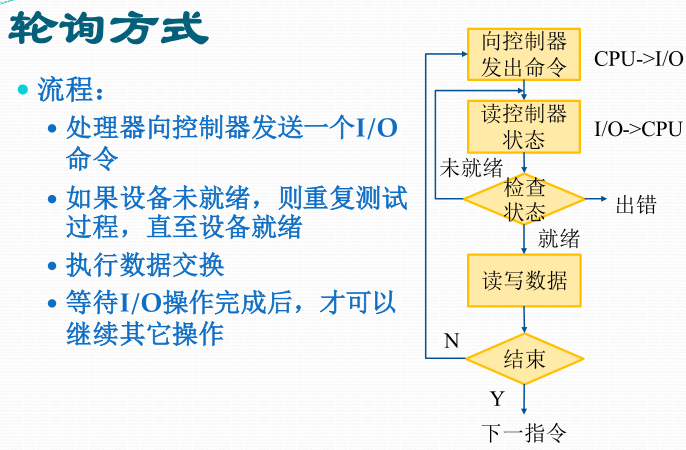 轮询方式
流程：
处理器向控制器发送一个I/O
命令
如果设备未就绪，则重复测试
过程，直至设备就绪
执行数据交换
等待I/O操作完成后，才可以
继续其它操作
向控制器
发出命令
CPU->I/O
读控制器
状态
I/O->CPU
未就绪
检查
状态
出错
就绪
读写数据
N
结束
Y
下一指令